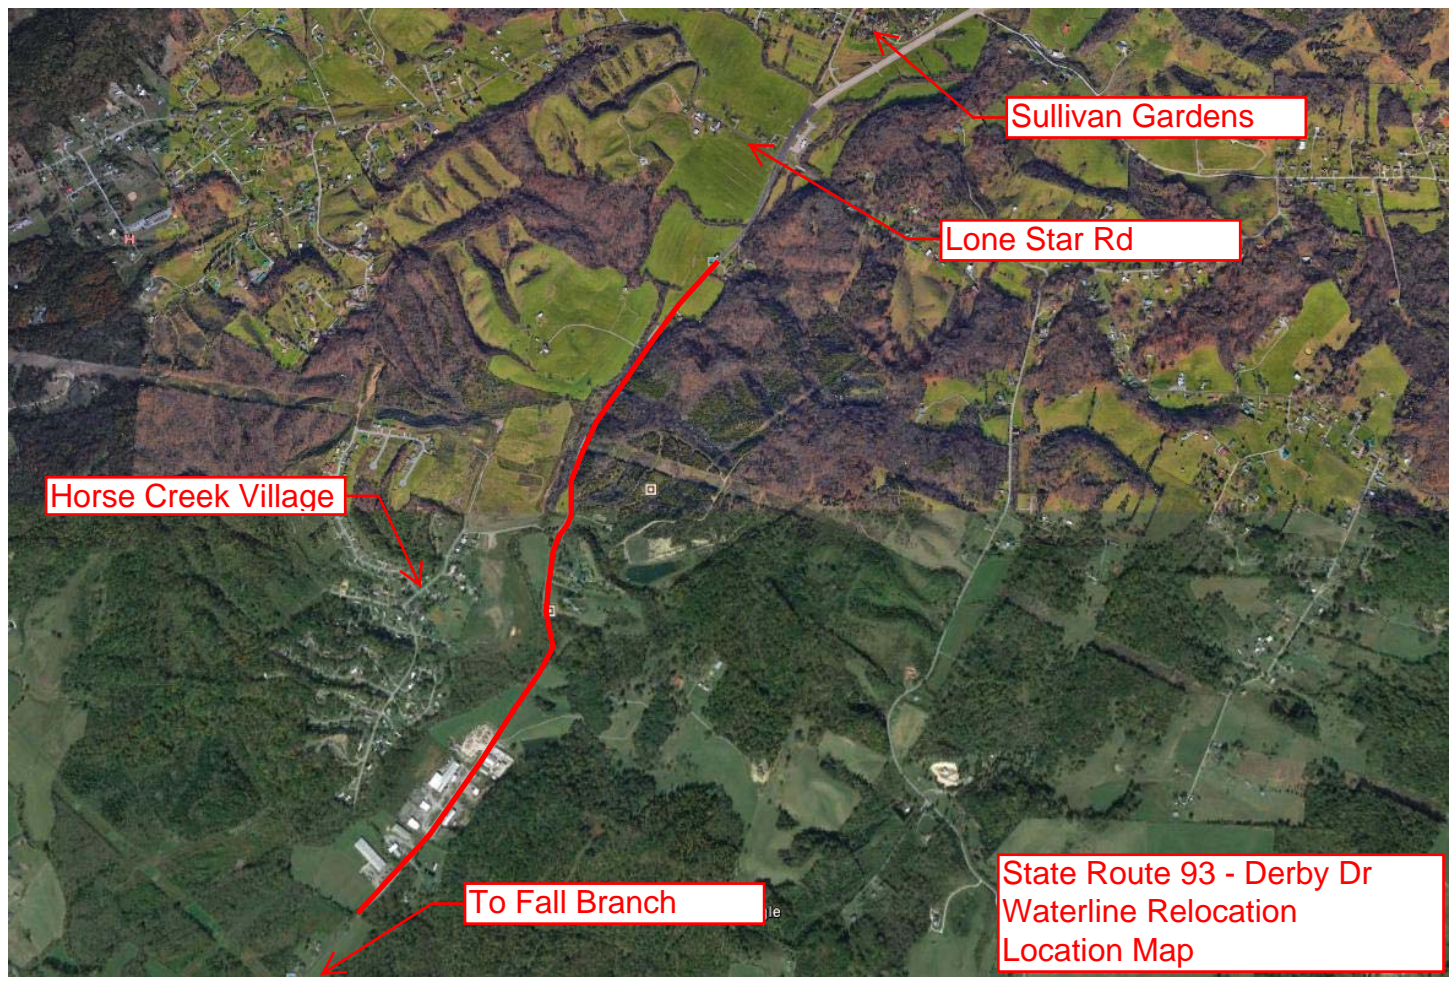 Sullivan Gardens
Lone Star Rd
H
Horse Creek Village
To Fall Branch
gle
State Route 93 - Derby Dr
Waterline Relocation
Location Map